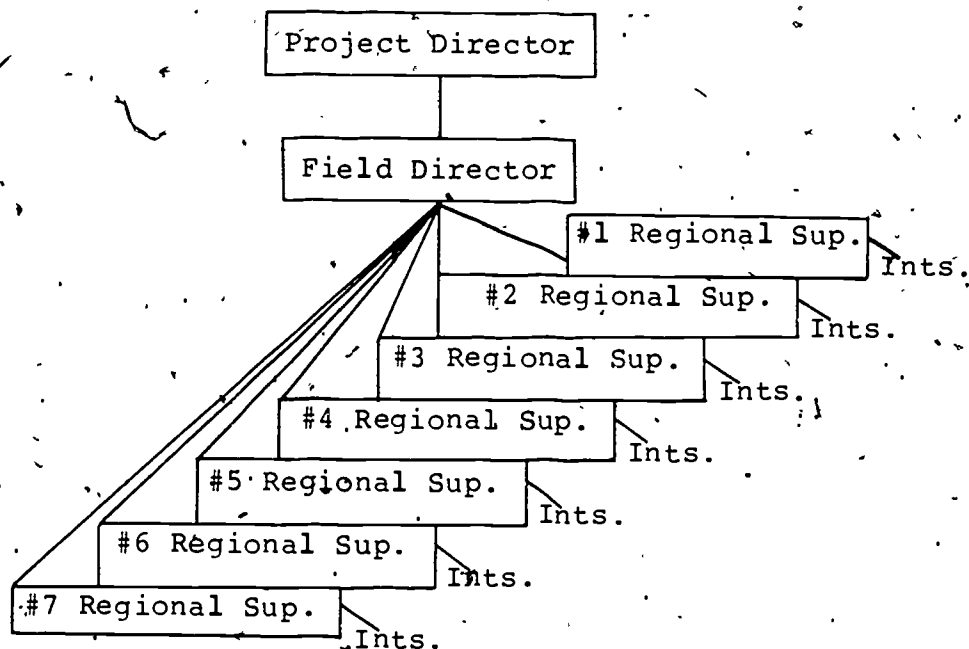 Project Director
Field Director
#1 Regional Sup.
Ints.
#2 Regional Sup.
Ints.
#3 Regional Sup.
Ints.
#4 Regional Sup.
Ints.
#5 Regional Sup.
Ints.
#6 Regional Sup.
Ints.
#7 Regional Sup.
Ints.